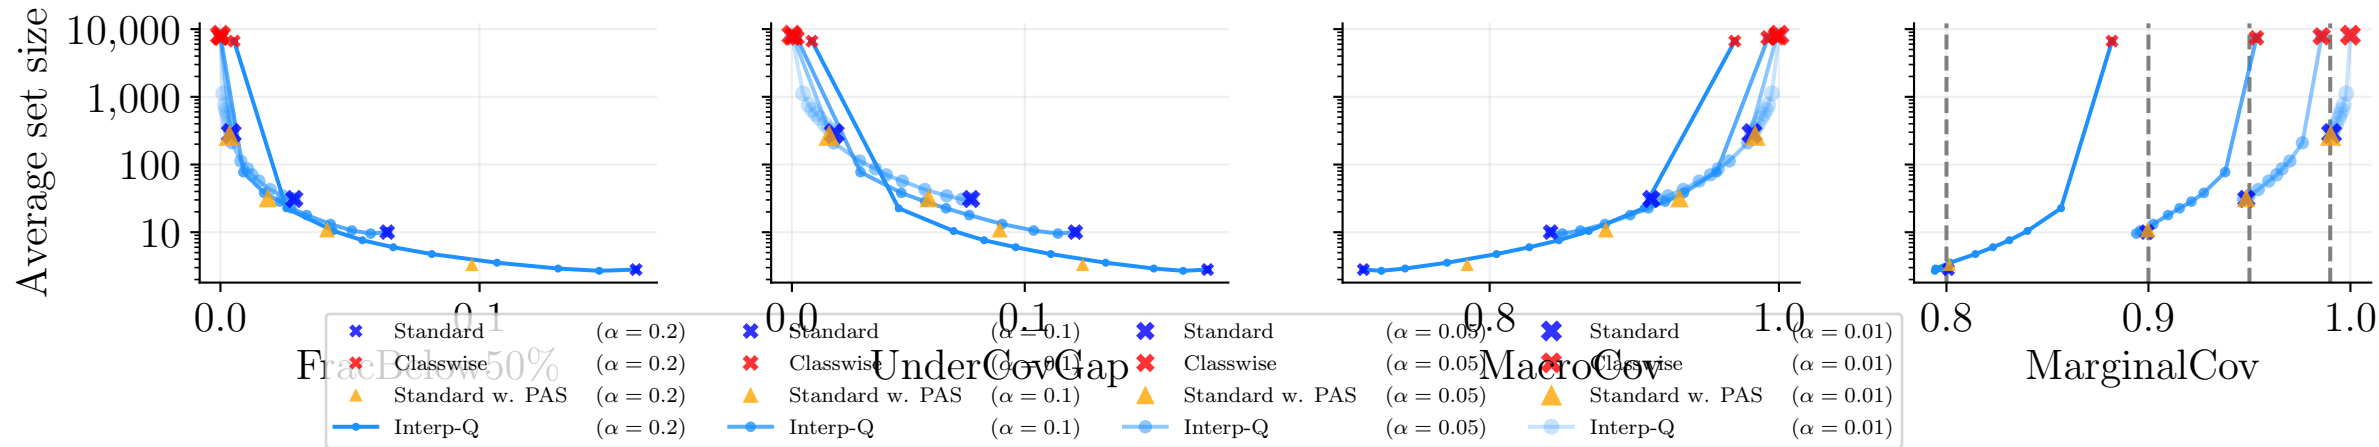 Average set size
10,000
1,000
100
10
0.0 0.1
FracBelow50%
0.0 0.1
UnderCovGap
0.8 1.0
MacroCov
0.8 0.9 1.0
MarginalCov
Standard (α = 0.2) Standard (α = 0.1) Standard (α = 0.05) Standard (α = 0.01)
Classwise (α = 0.2) Classwise (α = 0.1) Classwise (α = 0.05) Classwise (α = 0.01)
Standard w. PAS (α = 0.2) Standard w. PAS (α = 0.1) Standard w. PAS (α = 0.05) Standard w. PAS (α = 0.01)
Interp-Q (α = 0.2) Interp-Q (α = 0.1) Interp-Q (α = 0.05) Interp-Q (α = 0.01)